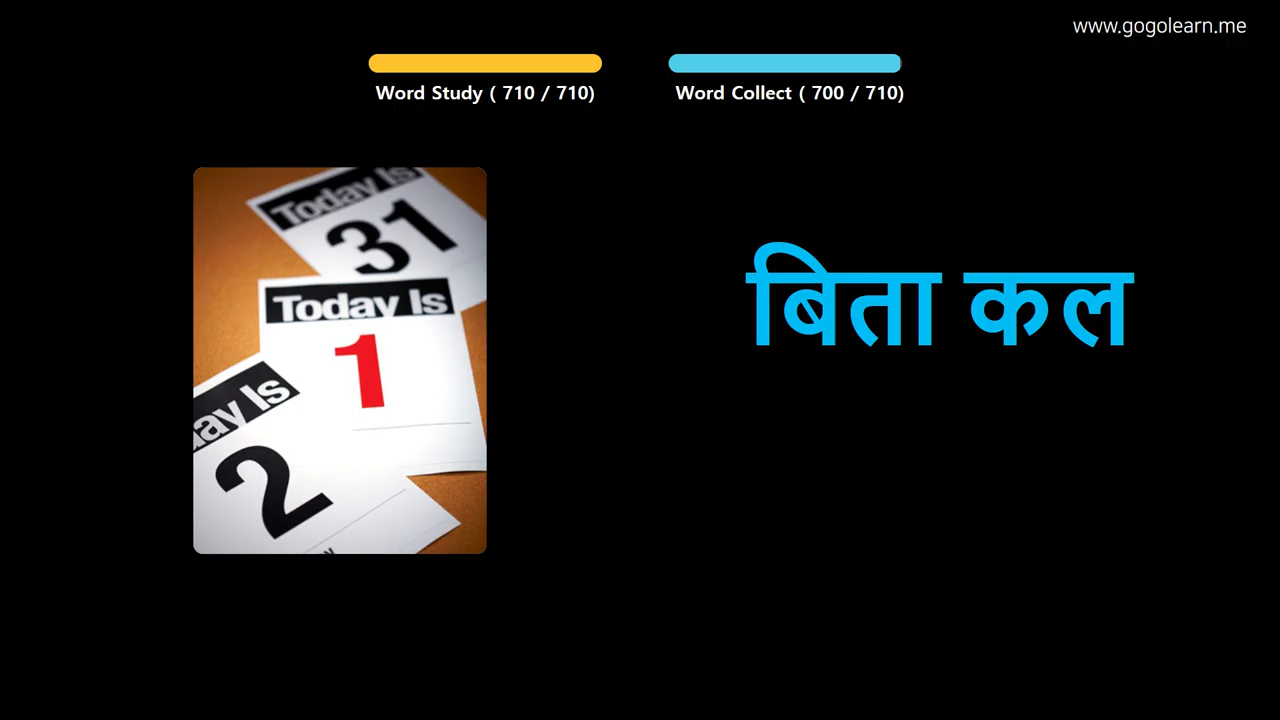 www.gogolearn.me
Word Study ( 710 / 710)
Word Collect ( 700 / 710)
Today Is
31
Today Is
1
day Is
2
बिता कल